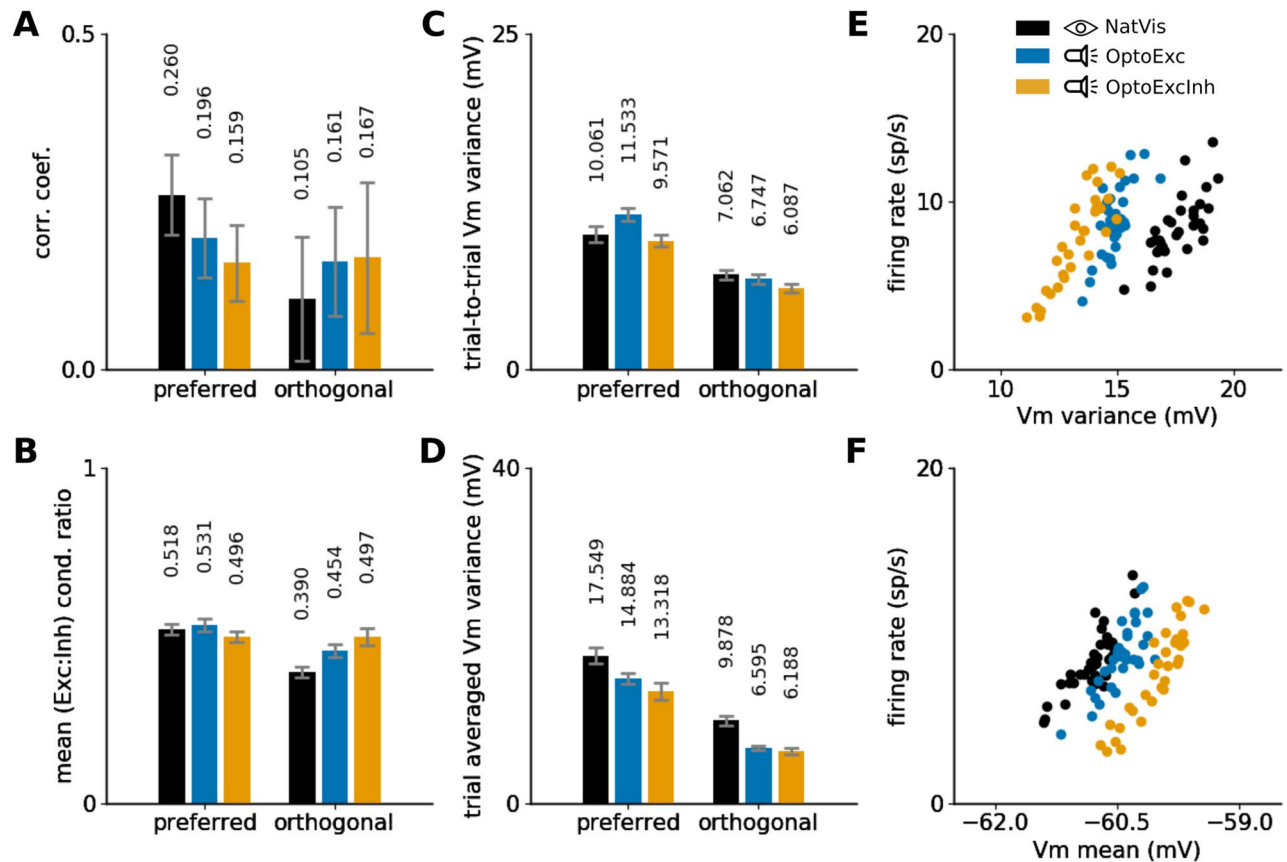 A
corr. coef.
0.5
0.0
0.260
0.196
0.159
0.105
0.161
0.167
preferred
orthogonal
C
trial-to-trial Vm variance (mV)
25
0
10.061
11.533
9.571
7.062
6.747
6.087
preferred
orthogonal
E
NatVis
OptoExc
OptoExcInh
firing rate (sp/s)
20
10
0
10
15
20
Vm variance (mV)
B
mean (Exc:Inh) cond. ratio
1
0
0.518
0.531
0.496
0.390
0.454
0.497
preferred
orthogonal
D
trial averaged Vm variance (mV)
40
0
17.549
14.884
13.318
9.878
6.595
6.188
preferred
orthogonal
F
firing rate (sp/s)
20
0
−62.0
−60.5
−59.0
Vm mean (mV)